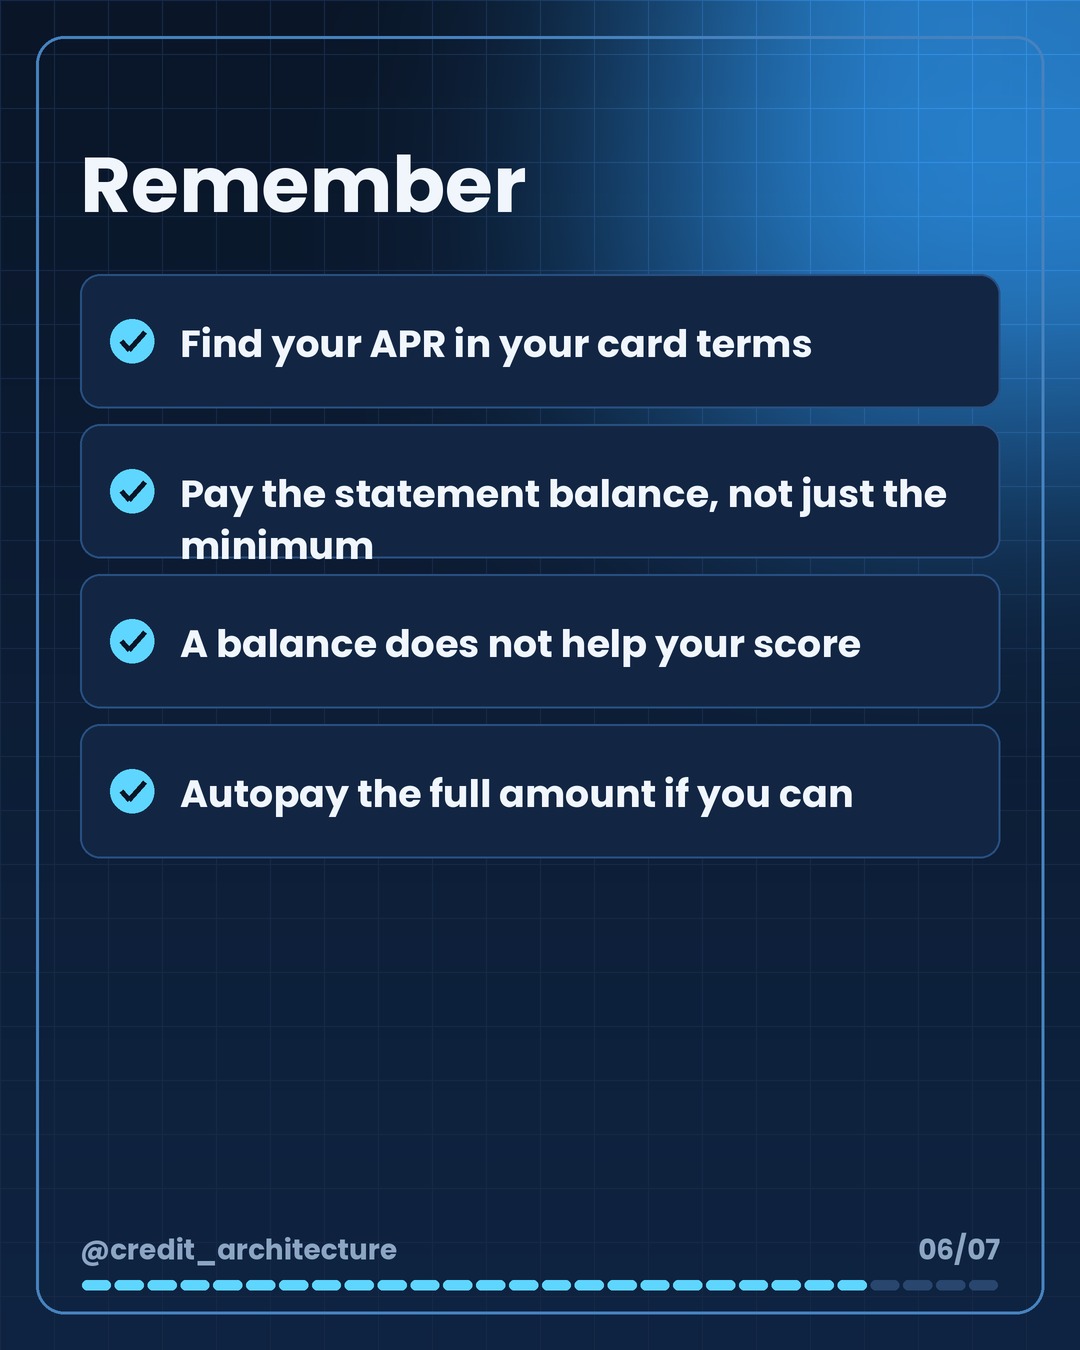 Remember
Find your APR in your card terms
Pay the statement balance, not just the
minimum
A balance does not help your score
Autopay the full amount if you can
@credit_architecture
06/07